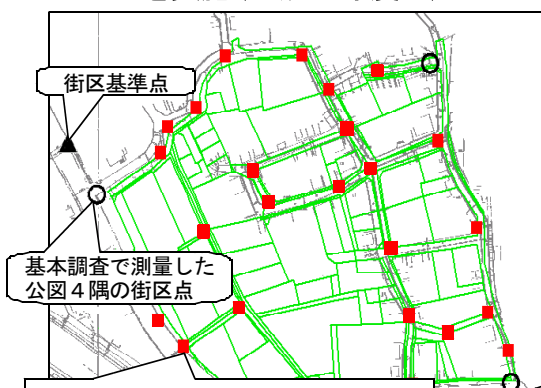 街区基準点
基本調査で測量した
公図4隅の街区点